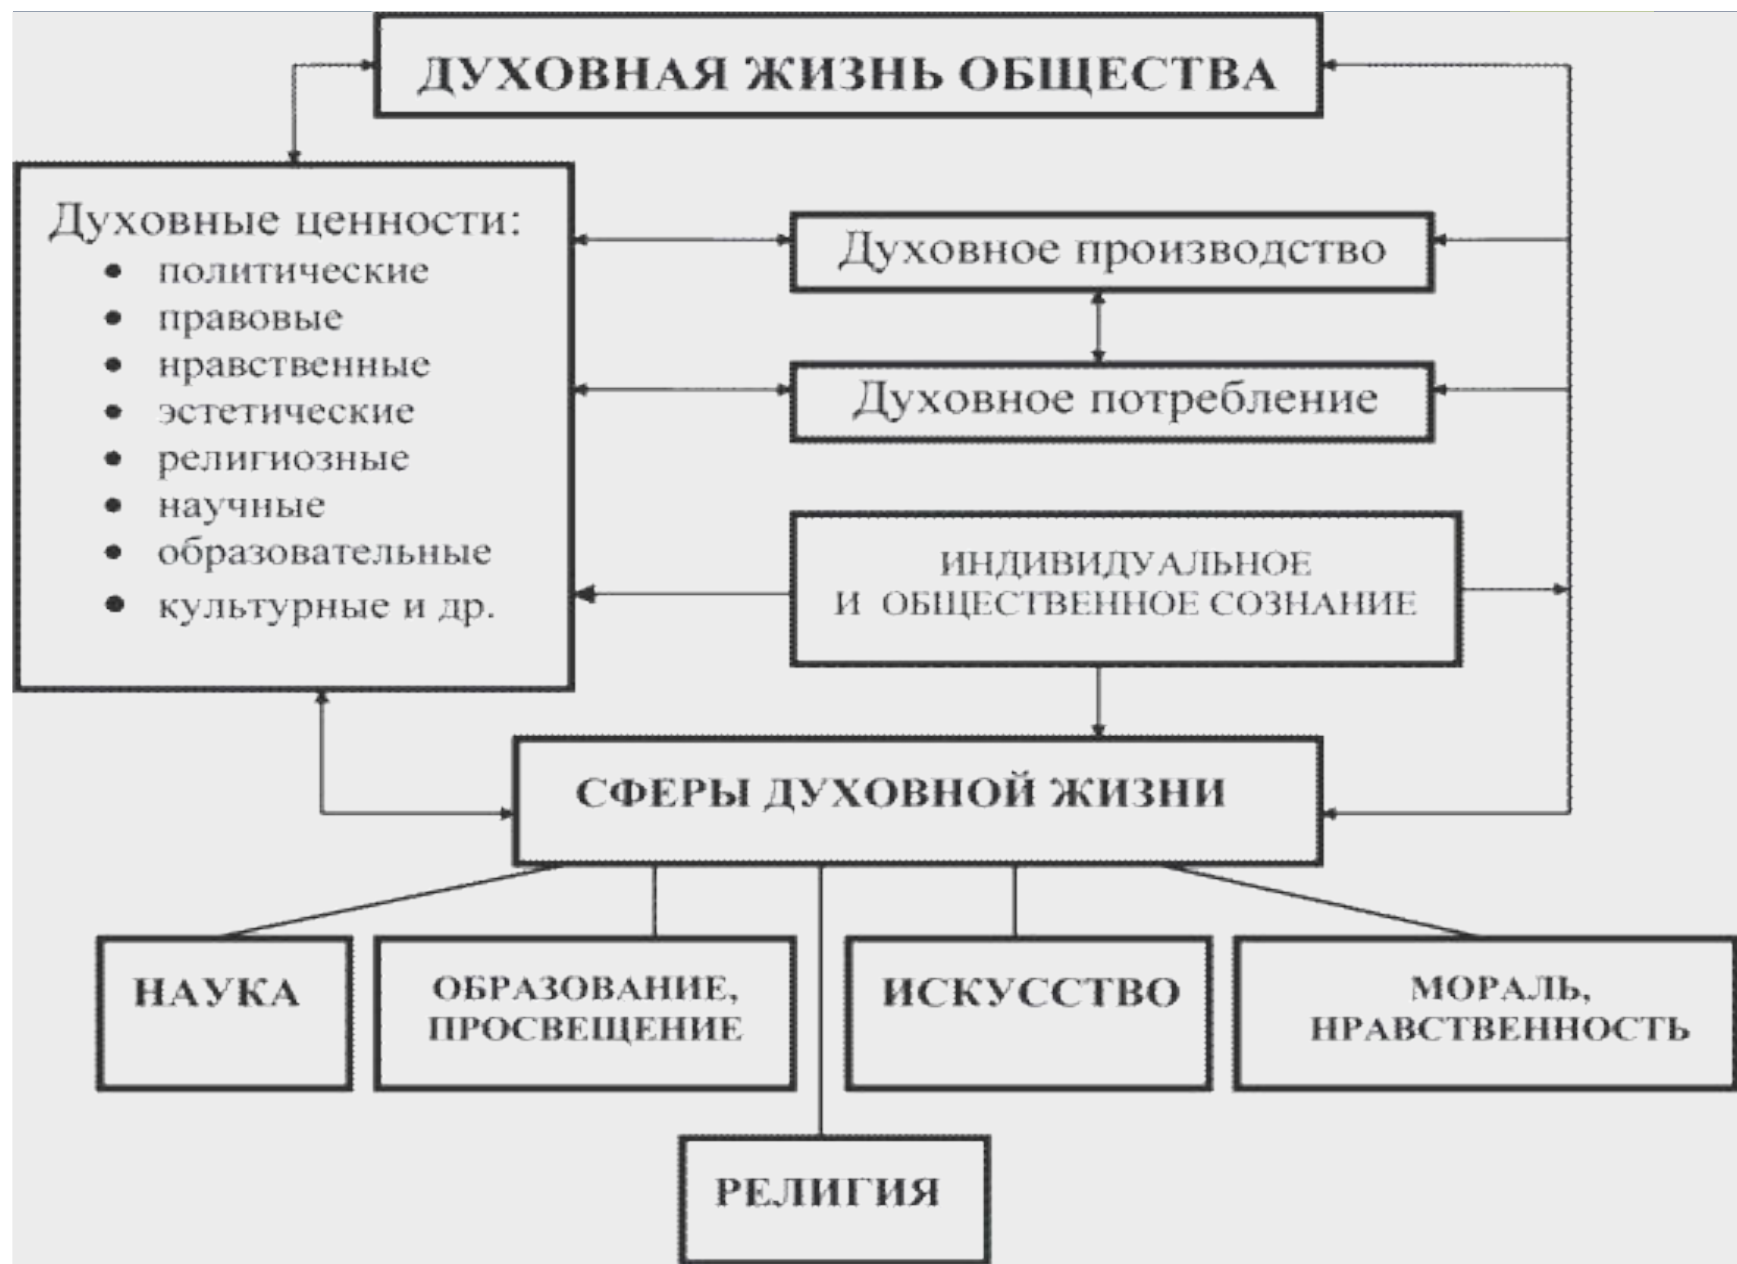 ДУХОВНАЯ ЖИЗНЬ ОБЩЕСТВА
Духовные ценности:
• политические
• правовые
• нравственные
• эстетические
• религиозные
• научные
• образовательные
• культурные и др.
Духовное производство
Духовное потребление
ИНДИВИДУАЛЬНОЕ
И ОБЩЕСТВЕННОЕ СОЗНАНИЕ
СФЕРЫ ДУХОВНОЙ ЖИЗНИ
НАУКА
ОБРАЗОВАНИЕ,
ПРОСВЕЩЕНИЕ
ИСКУССТВО
МОРАЛЬ,
НРАВСТВЕННОСТЬ
РЕЛИГИЯ